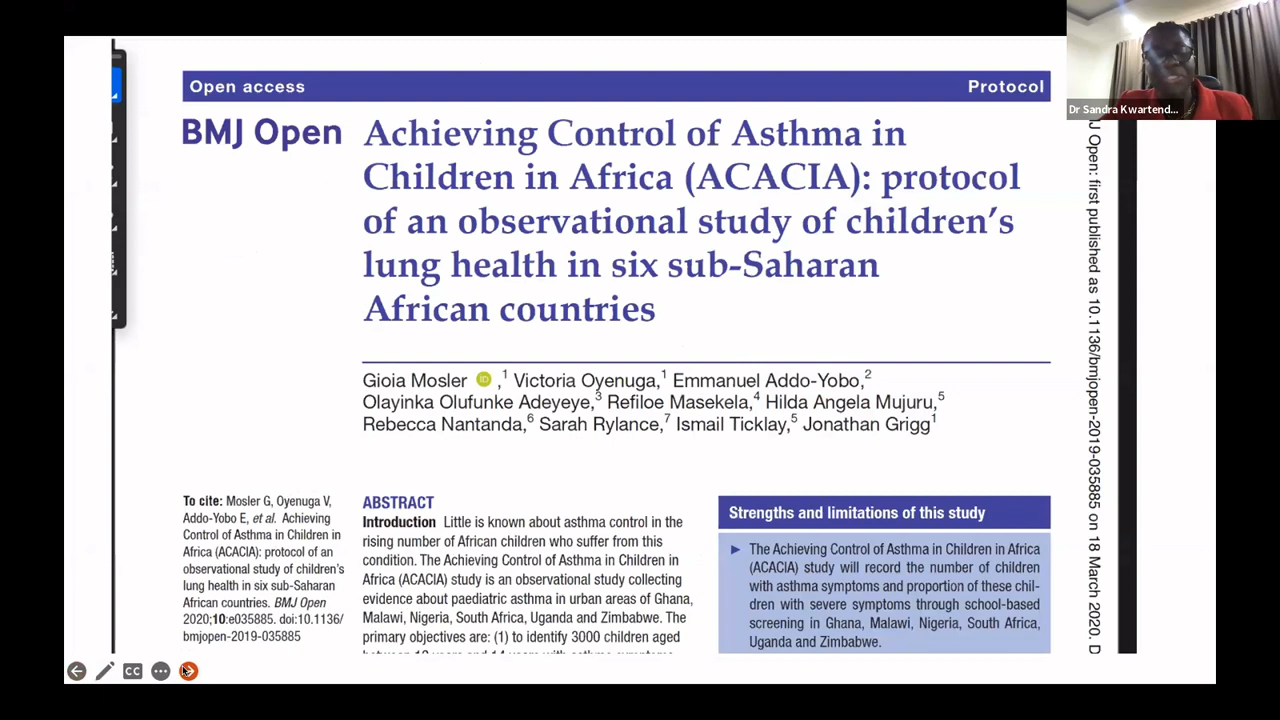 Dr Sandra Kwartend...
Open access
Protocol
BMJ Open
Achieving Control of Asthma in
Children in Africa (ACACIA): protocol
of an observational study of children’s
lung health in six sub-Saharan
African countries
Gioia Mosler iD ,1 Victoria Oyenuga,1 Emmanuel Addo-Yobo,2
Olayinka Olufunke Adeyeye,3 Refiloe Masekela,4 Hilda Angela Mujuru,5
Rebecca Nantanda,6 Sarah Rylance,7 Ismail Ticklay,5 Jonathan Grigg1
To cite: Mosler G, Oyenuga V,
Addo-Yobo E, et al. Achieving
Control of Asthma in Children in
Africa (ACACIA): protocol of an
observational study of children’s
lung health in six sub-Saharan
African countries. BMJ Open
2020;10:e035885. doi:10.1136/
bmjopen-2019-035885
ABSTRACT
Introduction Little is known about asthma control in the
rising number of African children who suffer from this
condition. The Achieving Control of Asthma in Children in
Africa (ACACIA) study is an observational study collecting
evidence about paediatric asthma in urban areas of Ghana,
Malawi, Nigeria, South Africa, Uganda and Zimbabwe. The
primary objectives are: (1) to identify 3000 children aged
Strengths and limitations of this study
► The Achieving Control of Asthma in Children in Africa
(ACACIA) study will record the number of children
with asthma symptoms and proportion of these chil-
dren with severe symptoms through school-based
screening in Ghana, Malawi, Nigeria, South Africa,
Uganda and Zimbabwe.
J Open: first published as 10.1136/bmjopen-2019-035885 on 18 March 2020. D
CC